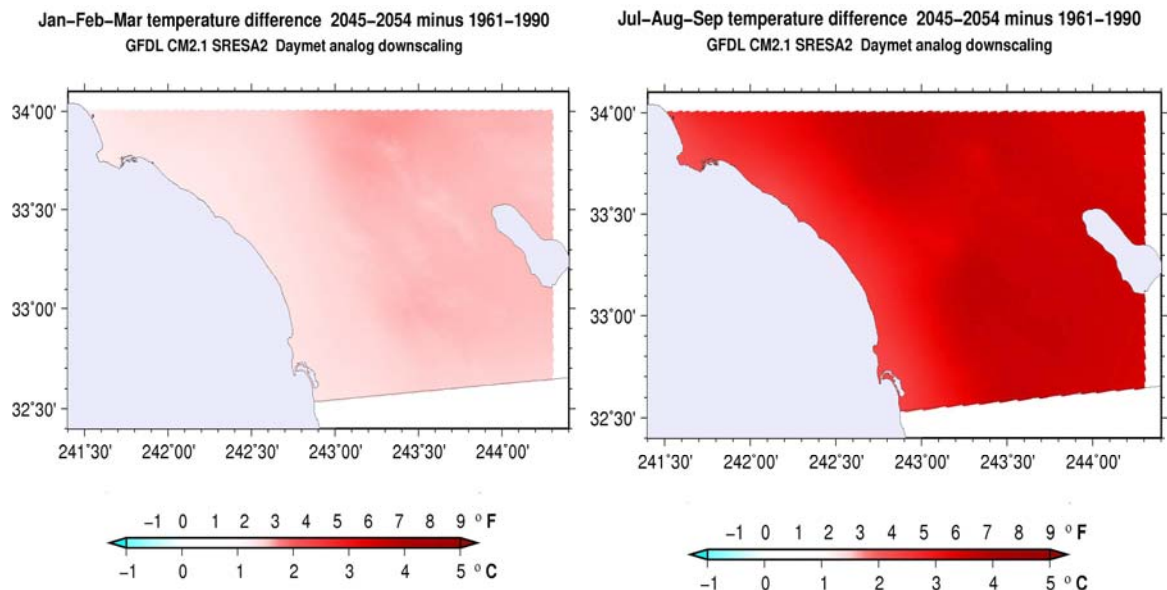 Jan-Feb-Mar temperature difference 2045-2054 minus 1961-1990
GFDL CM2.1 SRESA2 Daymet analog downscaling
34°00'
33°30'
33°00'
32°30'
241°30' 242°00' 242°30' 243°00' 243°30' 244°00'
-1 0 1 2 3 4 5 6 7 8 9 °F
-1 0 1 2 3 4 5 °C
Jul-Aug-Sep temperature difference 2045-2054 minus 1961-1990
GFDL CM2.1 SRESA2 Daymet analog downscaling
34°00'
33°30'
33°00'
32°30'
241°30' 242°00' 242°30' 243°00' 243°30' 244°00'
-1 0 1 2 3 4 5 6 7 8 9 °F
-1 0 1 2 3 4 5 °C